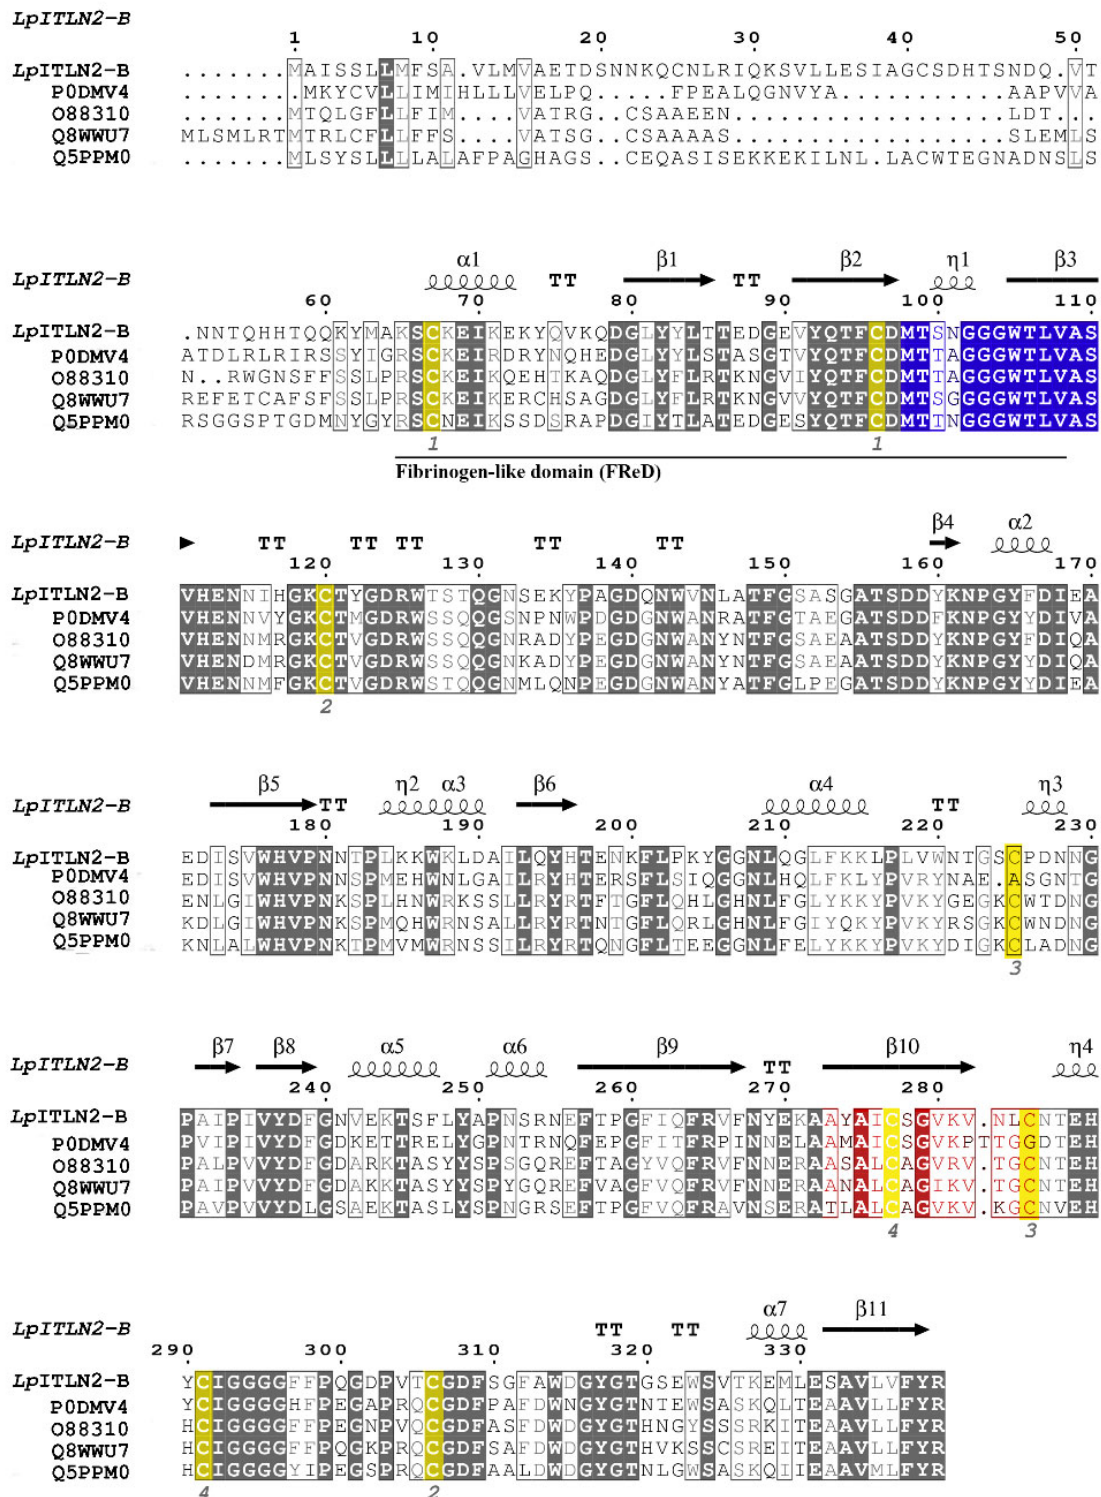 LpITLN2-B
1 10 20 30 40 50
LpITLN2-B .......MAISSLLMFSA.VLMVAETDSNNKQCNLRIQKSVLLESIAGCSDHTSNDQ.VT
P0DMV4 ........MKYCVLLIMIHLLLVELPQ.....FPEALQGNVYA...........AAPVVA
O88310 .......MTQLGFLLFIM....VATRG..CSAAEEN..................LDT..L
Q8WWU7 MLSMLRTMTRLCFLLFFS....VATSG..CSAAAAS..................SLEMLS
Q5PPM0 .......MLSYSLLLLALAFPAGHAGS..CEQASISEKKEKILNL.LACWTEGNADNSLS
LpITLN2-B α1 TT β1 TT β2 η1 β3
60 70 80 90 100 110
LpITLN2-B .NNTQHHTQQKYMAKSCKEIKEKYQVKQDGLYYLTTEDGEVYQTFCDMTSNGGGWTLVAS
P0DMV4 ATDLRLRIRSSYIGRSCKEIRDRYNQHEDGLYYLSTASGTVYQTFCDMTTAGGGWTLVAS
O88310 N..RWGNSFFSSLPRSCKEIKQEHTKAQDGLYFLRTKNGVIYQTFCDMTTAGGGWTLVAS
Q8WWU7 REFETCAFSFSSLPRSCKEIKERCHSAGDGLYFLRTKNGVVYQTFCDMTSGGGGWTLVAS
Q5PPM0 RSGGSPTGDMNYGYRSCNEIKSSDSRAPDGIYTLATEDGESYQTFCDMTTNGGGWTLVAS
1 1
Fibrinogen-like domain (FReD)
LpITLN2-B TT TT TT TT TT β4 α2
120 130 140 150 160 170
LpITLN2-B VHENNIHGKCTYGDRWTSTQGNSEKYPAGDQNWVNLATFGSASGATSDDYKNPGYFDIEA
P0DMV4 VHENNVYGKCTMGDRWSSQQGSNPNWPDGDGNWANRATFGTAEGATSDDFKNPGYYDIVA
O88310 VHENNMRGKCTVGDRWSSQQGNRADYPEGDGNWANYNTFGSAEAATSDDYKNPGYFDIQA
Q8WWU7 VHENDMRGKCTVGDRWSSQQGNKADYPEGDGNWANYNTFGSAEAATSDDYKNPGYYDIQA
Q5PPM0 VHENNMFGKCTVGDRWSTQQGNMLQNPEGDGNWANYATFGLPEGATSDDYKNPGYYDIEA
2
LpITLN2-B β5 TT η2 α3 β6 α4 TT η3
180 190 200 210 220 230
LpITLN2-B EDISVWHVPNNTPLKKWKLDAILQYHTENKFLPKYGGNLQGLFKKLPLVWNTGSCPDNNG
P0DMV4 EDISVWHVPNNSPMEHWNLGAILRYHTERSFLSIQGGNLHQLFKLYPVRYNAE.ASGNTG
O88310 ENLGIWHVPNKSPLHNWRKSSLLRYRTFTGFLQHLGHNLFGLYKKYPVKYGEGKCWTDNG
Q8WWU7 KDLGIWHVPNKSPMQHWRNSALLRYRTNTGFLQRLGHNLFGIYQKYPVKYRSGKCWNDNG
Q5PPM0 KNLALWHVPNKTPMVMWRNSSILRYRTQNGFLTEEGGNLFELYKKYPVKYDIGKCLADNG
3
LpITLN2-B β7 β8 α5 α6 β9 TT β10 η4
240 250 260 270 280
LpITLN2-B PAIPIVYDFGNVEKTSFLYAPNSRNEFTPGFIQFRVFNYEKAAYAICSGVKV.NLCNTEH
P0DMV4 PVIPIVYDFGDKETTRELYGPNTRNQFEPGFITFRPINNELAAMAICSGVKPTTGGDTEH
O88310 PALPVVYDFGDARKTASYYSPSGQREFTAGYVQFRVFNNERAASALCAGVRV.TGCNTEH
Q8WWU7 PAIPVVYDFGDAKKTASYYSPYGQREFVAGFVQFRVFNNERAANALCAGIKV.TGCNTEH
Q5PPM0 PAVPVVYDLGSAEKTASLYSPNGRSEFTPGFVQFRAVNSERATLALCAGVKV.KGCNVEH
4 3
LpITLN2-B TT TT α7 β11
290 300 310 320 330
LpITLN2-B YCIGGGGFFPQGDPVTCGDFSGFAWDGYGTGSEWSVTKEMLESAVLVFYR
P0DMV4 YCIGGGGHFPEGAPRQCGDFPAFDWNGYGTNTEWSASKQLTEAAVLLFYR
O88310 HCIGGGGFFPEGNPVQCGDFASFDWDGYGTHNGYSSSRKITEAAVLLFYR
Q8WWU7 HCIGGGGFFPQGKPRQCGDFSAFDWDGYGTHVKSSCSREITEAAVLLFYR
Q5PPM0 HCIGGGGYIPEGSPRQCGDFAALDWDGYGTNLGWSASKQIIEAAVMLFYR
4 2